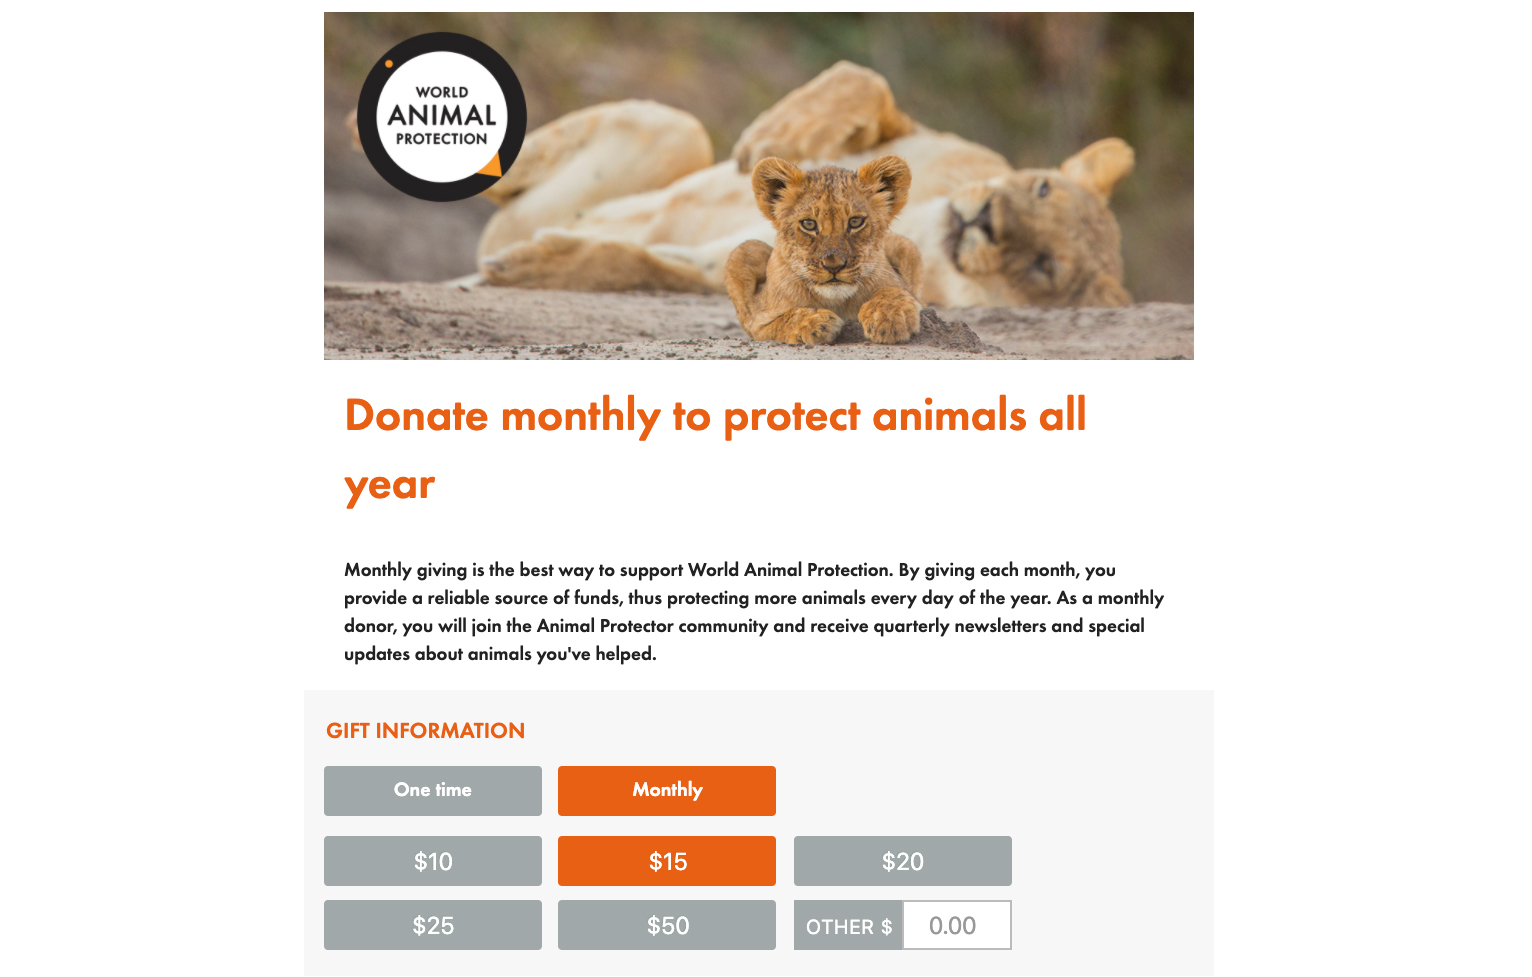 WORLD
ANIMAL
PROTECTION
Donate monthly to protect animals all
year
Monthly giving is the best way to support World Animal Protection. By giving each month, you
provide a reliable source of funds, thus protecting more animals every day of the year. As a monthly
donor, you will join the Animal Protector community and receive quarterly newsletters and special
updates about animals you've helped.
GIFT INFORMATION
One time Monthly
$10 $15 $20
$25 $50 OTHER $ 0.00